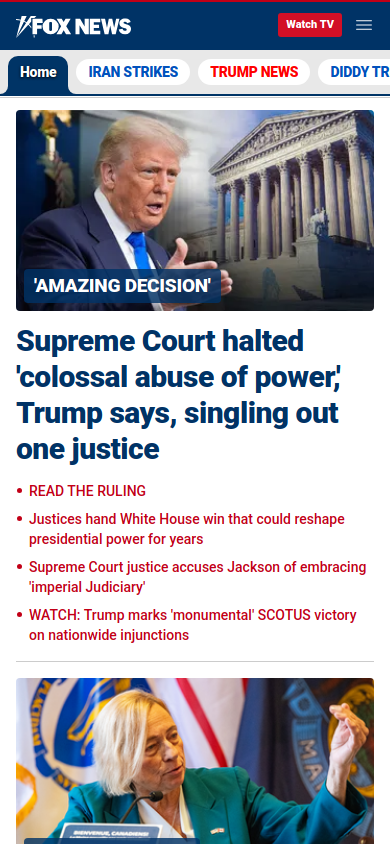 FOX NEWS
Watch TV
Home
IRAN STRIKES
TRUMP NEWS
DIDDY TR
'AMAZING DECISION'
Supreme Court halted
'colossal abuse of power,'
Trump says, singling out
one justice
• READ THE RULING
• Justices hand White House win that could reshape
presidential power for years
• Supreme Court justice accuses Jackson of embracing
'imperial Judiciary'
• WATCH: Trump marks 'monumental' SCOTUS victory
on nationwide injunctions
BIENVENUE, CANADIENS!